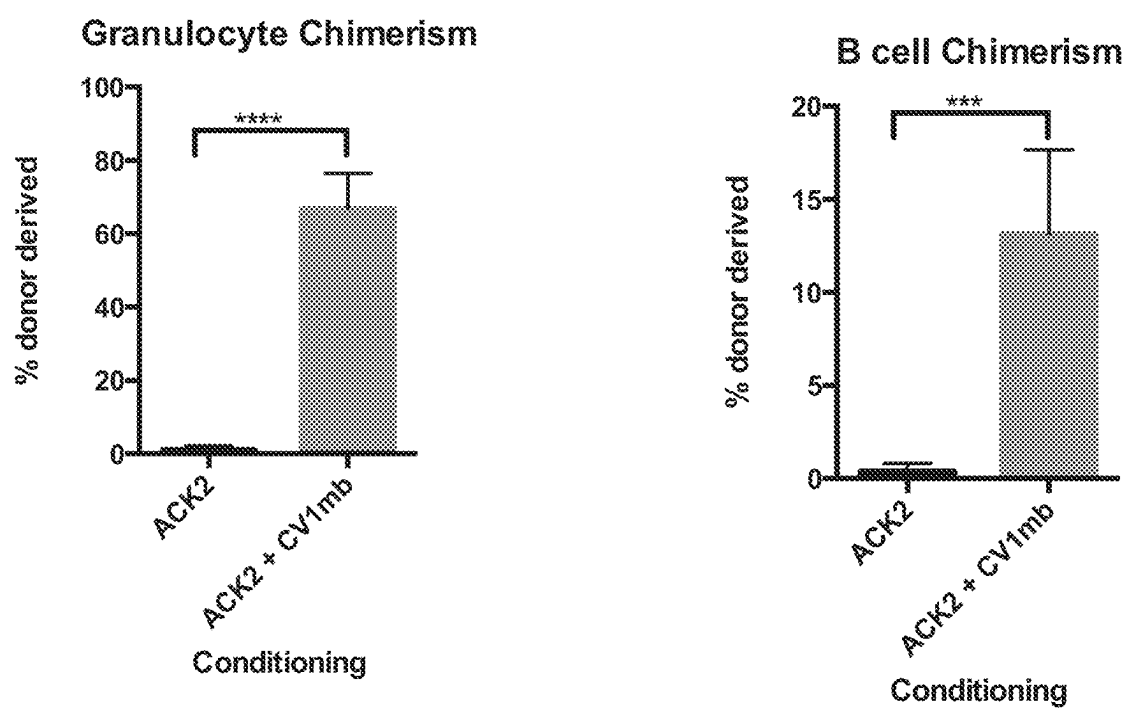 Granulocyte Chimerism
% donor derived
100
80
60
40
20
0
****
ACK2
ACK2 + CV1mb
Conditioning
B cell Chimerism
% donor derived
20
15
10
5
0
***
ACK2
ACK2 + CV1mb
Conditioning